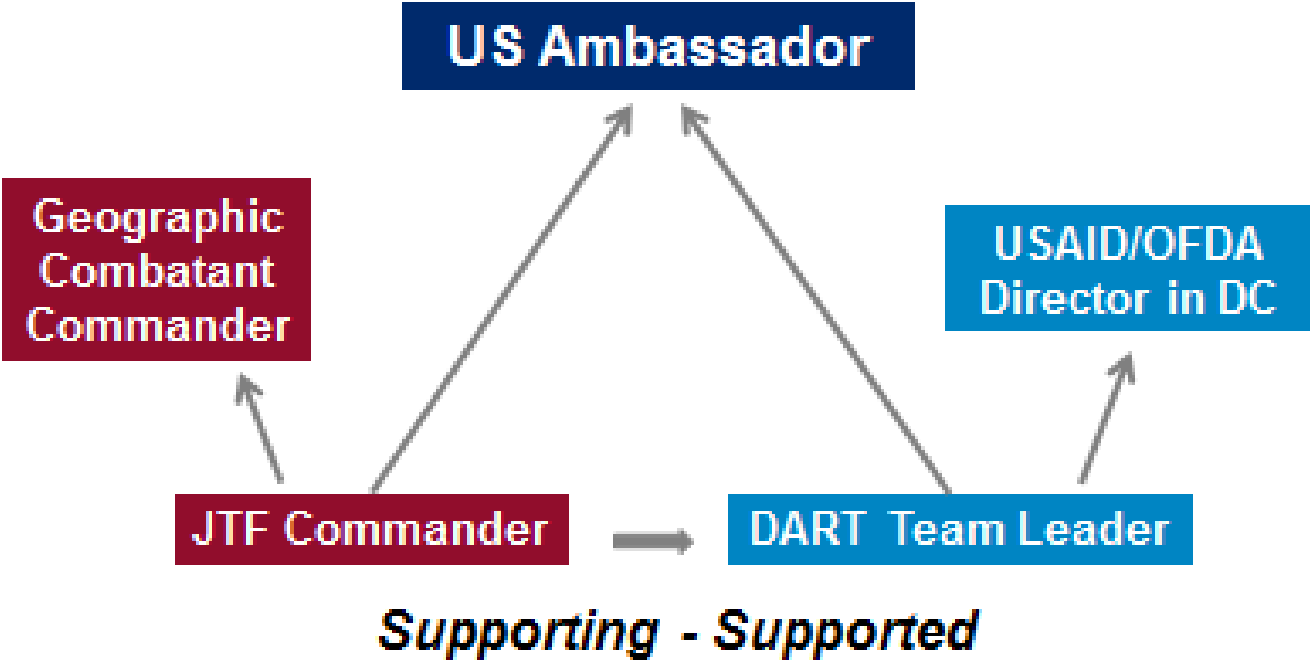 US Ambassador
Geographic
Combatant
Commander
USAID/OFDA
Director in DC
JTF Commander
DART Team Leader
Supporting - Supported